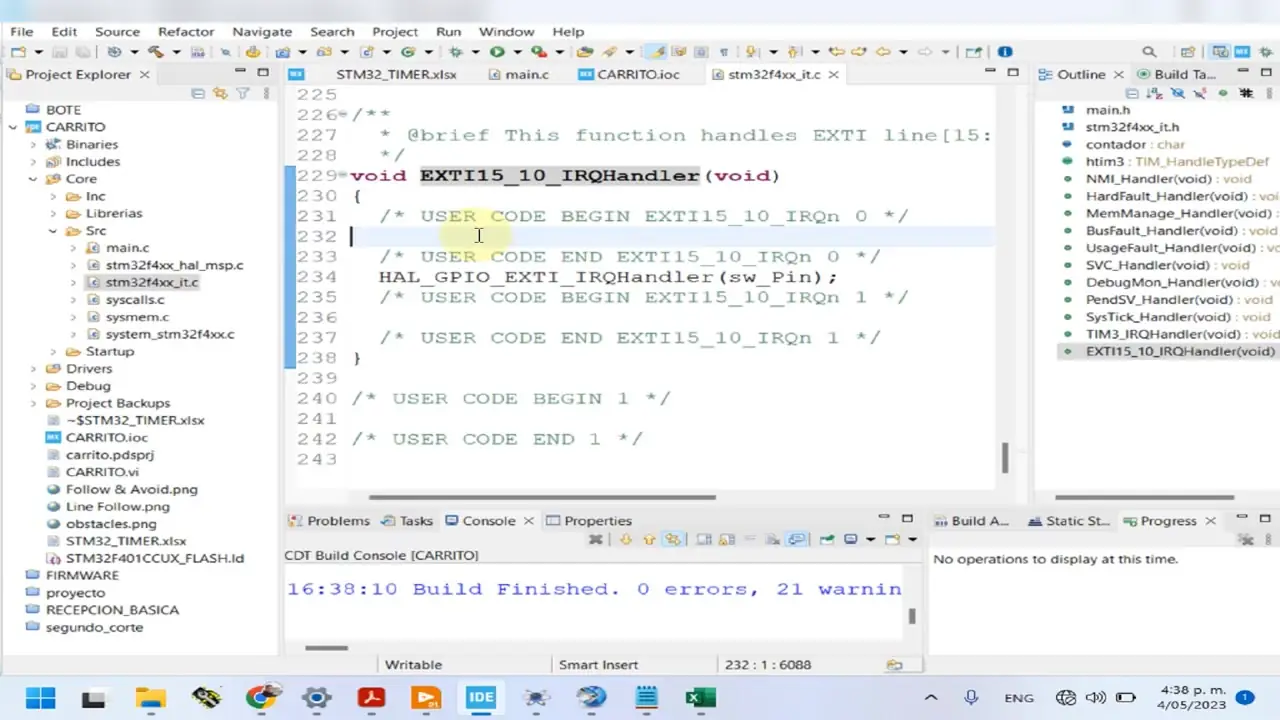 File Edit Source Refactor Navigate Search Project Run Window Help
Project Explorer
STM32_TIMER.xlsx
main.c
CARRITO.ioc
stm32f4xx_it.c
Outline
Build Ta...
BOTE
CARRITO
Binaries
Includes
Core
Inc
Librerias
Src
main.c
stm32f4xx_hal_msp.c
stm32f4xx_it.c
syscalls.c
sysmem.c
system_stm32f4xx.c
Startup
Drivers
Debug
Project Backups
~$STM32_TIMER.xlsx
CARRITO.ioc
carrito.pdsprj
CARRITO.vi
Follow & Avoid.png
Line Follow.png
obstacles.png
STM32_TIMER.xlsx
STM32F401CCUX_FLASH.ld
FIRMWARE
proyecto
RECEPCION_BASICA
segundo_corte
225
226 /**
227 * @brief This function handles EXTI line[15:
228 */
229 void EXTI15_10_IRQHandler(void)
230 {
231 /* USER CODE BEGIN EXTI15_10_IRQn 0 */
232
233 /* USER CODE END EXTI15_10_IRQn 0 */
234 HAL_GPIO_EXTI_IRQHandler(sw_Pin);
235 /* USER CODE BEGIN EXTI15_10_IRQn 1 */
236
237 /* USER CODE END EXTI15_10_IRQn 1 */
238 }
239
240 /* USER CODE BEGIN 1 */
241
242 /* USER CODE END 1 */
243
main.h
stm32f4xx_it.h
contador : char
htim3 : TIM_HandleTypeDef
NMI_Handler(void) : void
HardFault_Handler(void)
MemManage_Handler(void)
BusFault_Handler(void) : void
UsageFault_Handler(void)
SVC_Handler(void) : void
DebugMon_Handler(void)
PendSV_Handler(void) : void
SysTick_Handler(void) : void
TIM3_IRQHandler(void) : void
EXTI15_10_IRQHandler(void)
Problems
Tasks
Console
Properties
CDT Build Console [CARRITO]
16:38:10 Build Finished. 0 errors, 21 warnin
Build A...
Static St...
Progress
No operations to display at this time.
Writable
Smart Insert
232 : 1 : 6088
IDE
ENG
4:38 p. m.
4/05/2023
1